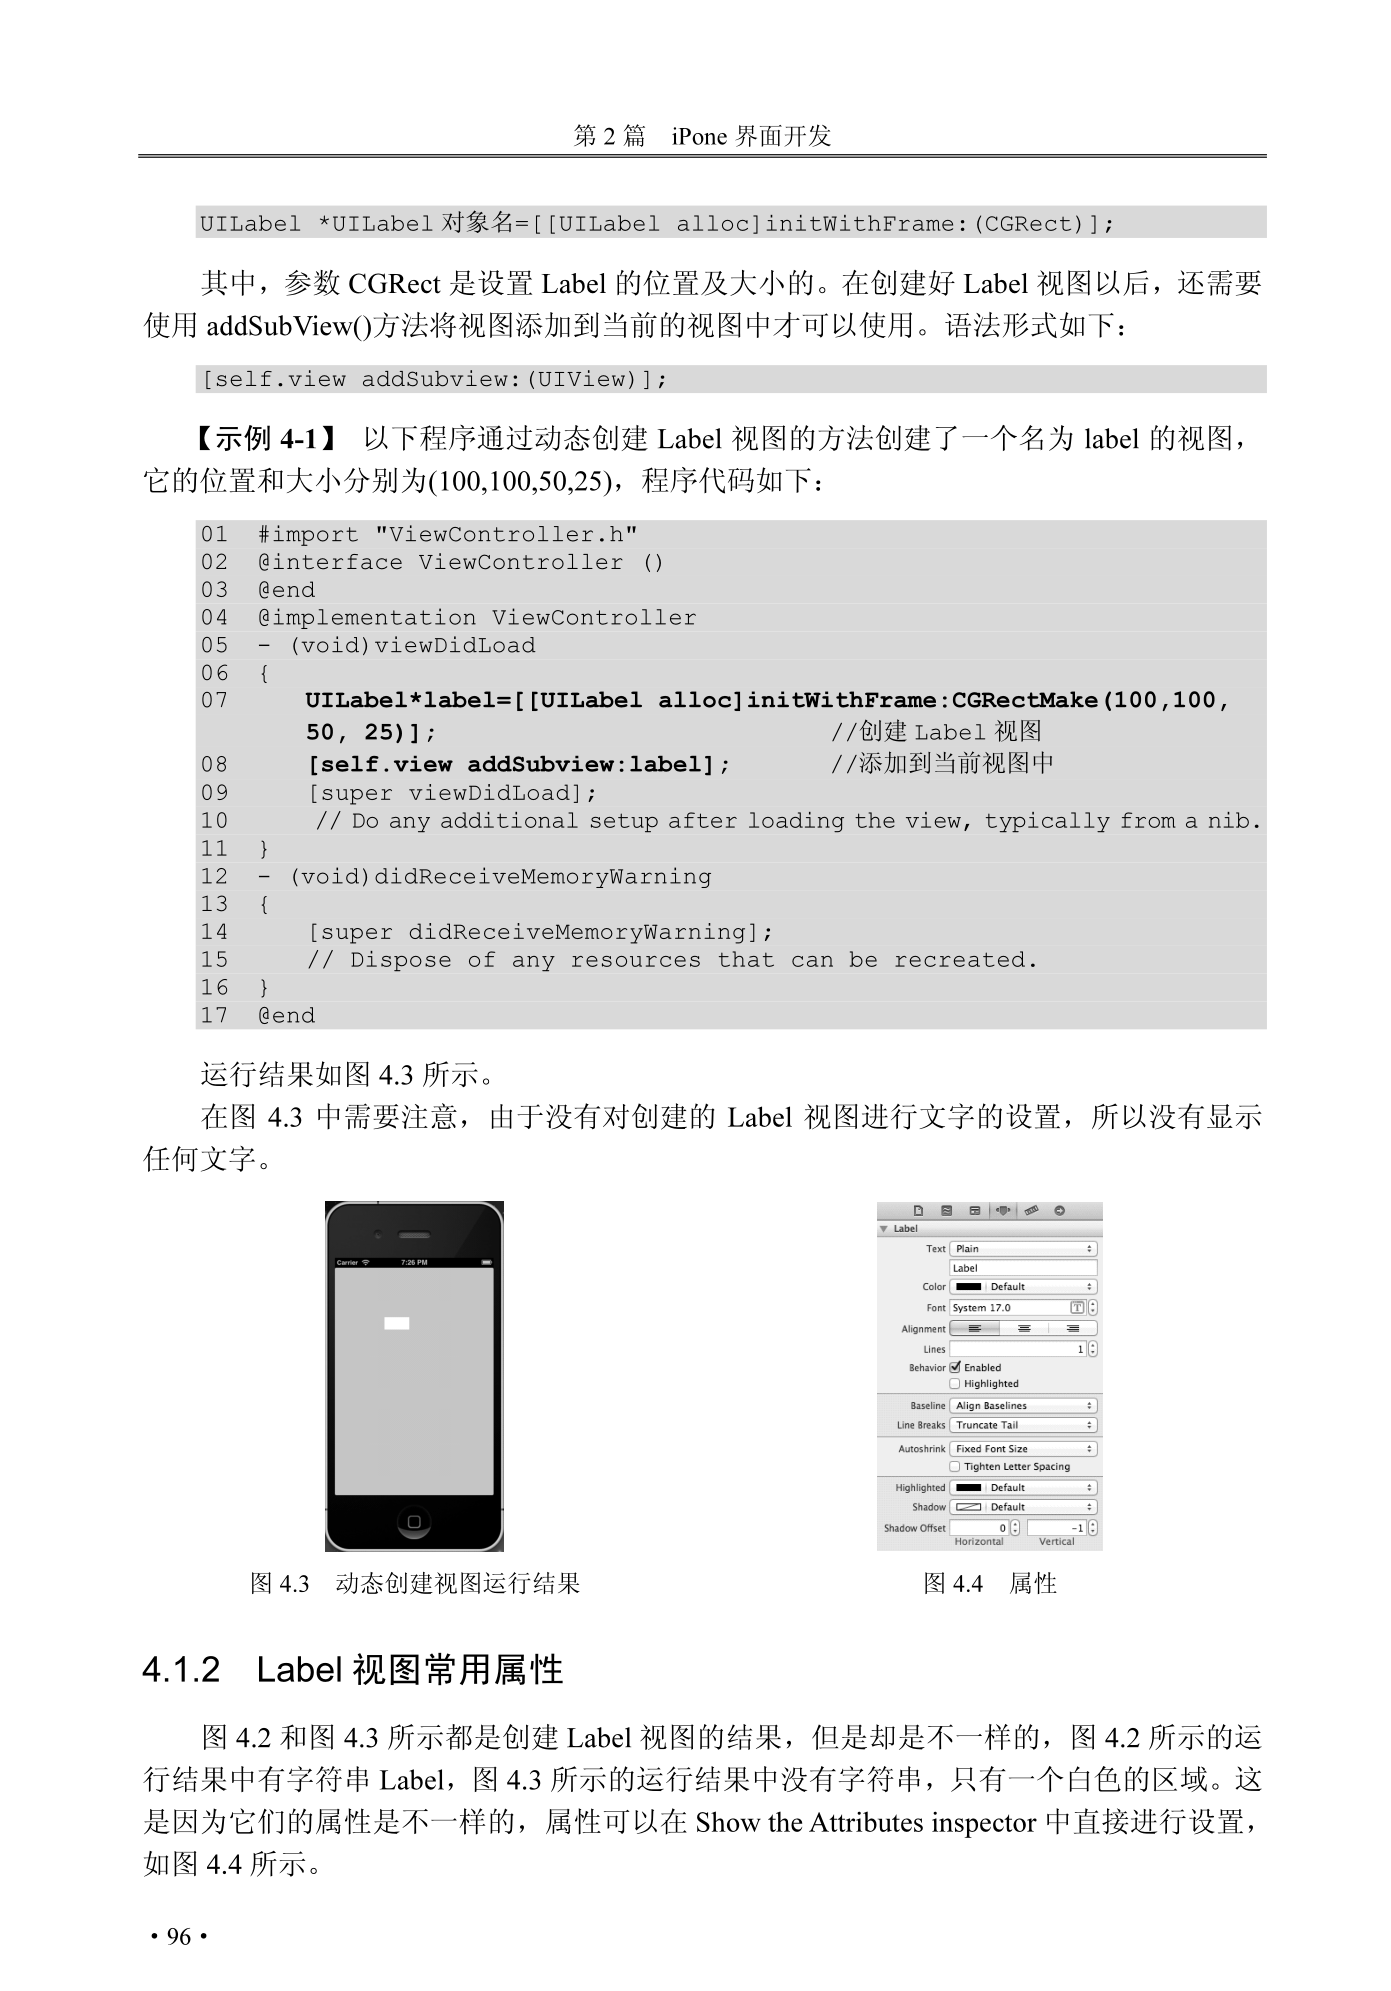 第 2 篇　iPone 界面开发
UILabel *UILabel 对象名=[[UILabel alloc]initWithFrame:(CGRect)];
其中，参数 CGRect 是设置 Label 的位置及大小的。在创建好 Label 视图以后，还需要
使用 addSubView()方法将视图添加到当前的视图中才可以使用。语法形式如下：
[self.view addSubview:(UIView)];
【示例 4-1】 以下程序通过动态创建 Label 视图的方法创建了一个名为 label 的视图，
它的位置和大小分别为(100,100,50,25)，程序代码如下：
01 #import "ViewController.h"
02 @interface ViewController ()
03 @end
04 @implementation ViewController
05 - (void)viewDidLoad
06 {
07 UILabel*label=[[UILabel alloc]initWithFrame:CGRectMake(100,100,
50, 25)]; //创建 Label 视图
08 [self.view addSubview:label]; //添加到当前视图中
09 [super viewDidLoad];
10 // Do any additional setup after loading the view, typically from a nib.
11 }
12 - (void)didReceiveMemoryWarning
13 {
14 [super didReceiveMemoryWarning];
15 // Dispose of any resources that can be recreated.
16 }
17 @end
运行结果如图 4.3 所示。
在图 4.3 中需要注意，由于没有对创建的 Label 视图进行文字的设置，所以没有显示
任何文字。
Carrier 7:26 PM
Label
Text Plain
Label
Color Default
Font System 17.0 T
Alignment
Lines 1
Behavior Enabled
Highlighted
Baseline Align Baselines
Line Breaks Truncate Tail
Autoshrink Fixed Font Size
Tighten Letter Spacing
Highlighted Default
Shadow Default
Shadow Offset 0 -1
Horizontal Vertical
图 4.3　动态创建视图运行结果
图 4.4　属性
4.1.2　Label 视图常用属性
图 4.2 和图 4.3 所示都是创建 Label 视图的结果，但是却是不一样的，图 4.2 所示的运
行结果中有字符串 Label，图 4.3 所示的运行结果中没有字符串，只有一个白色的区域。这
是因为它们的属性是不一样的，属性可以在 Show the Attributes inspector 中直接进行设置，
如图 4.4 所示。
• 96 •